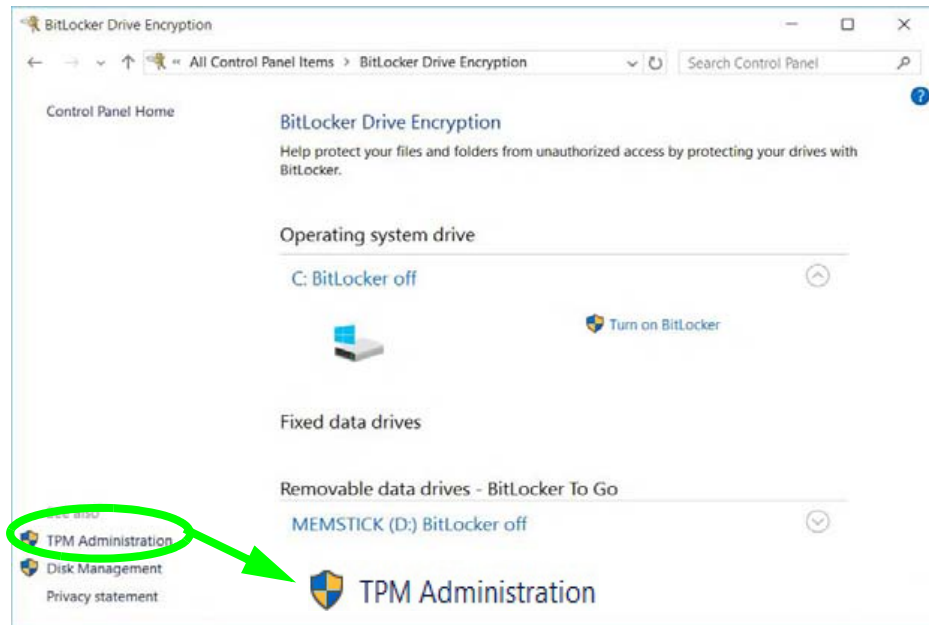 BitLocker Drive Encryption
« All Control Panel Items > BitLocker Drive Encryption
Search Control Panel
Control Panel Home
BitLocker Drive Encryption
Help protect your files and folders from unauthorized access by protecting your drives with
BitLocker.
Operating system drive
C: BitLocker off
Turn on BitLocker
Fixed data drives
Removable data drives - BitLocker To Go
MEMSTICK (D:) BitLocker off
See also
TPM Administration
Disk Management
Privacy statement
TPM Administration